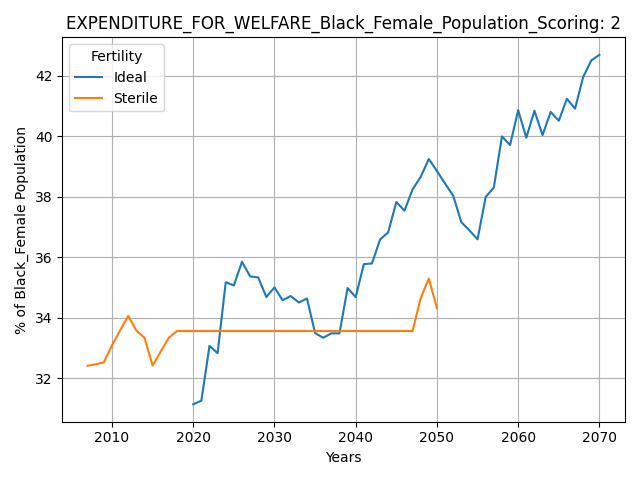 EXPENDITURE_FOR_WELFARE_Black_Female_Population_Scoring: 2
Fertility
Ideal
Sterile
% of Black_Female Population
42
40
38
36
34
32
2010 2020 2030 2040 2050 2060 2070
Years